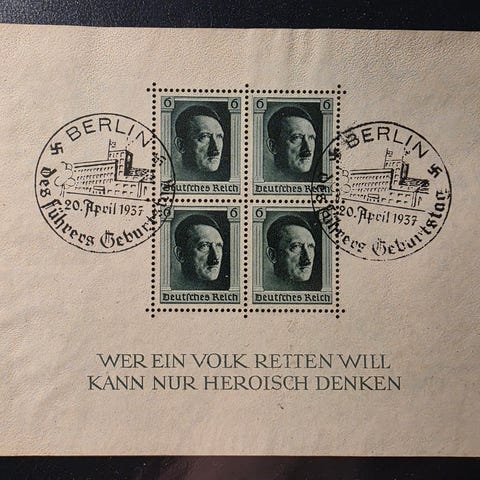 6 6 6 6
Deutsches Reich
6 6 6 6
Deutsches Reich
Deutsches Reich
Deutsches Reich
BERLIN
20. April 1937
des Führers Geburtstag
BERLIN
20. April 1937
des Führers Geburtstag
WER EIN VOLK RETTEN WILL
KANN NUR HEROISCH DENKEN